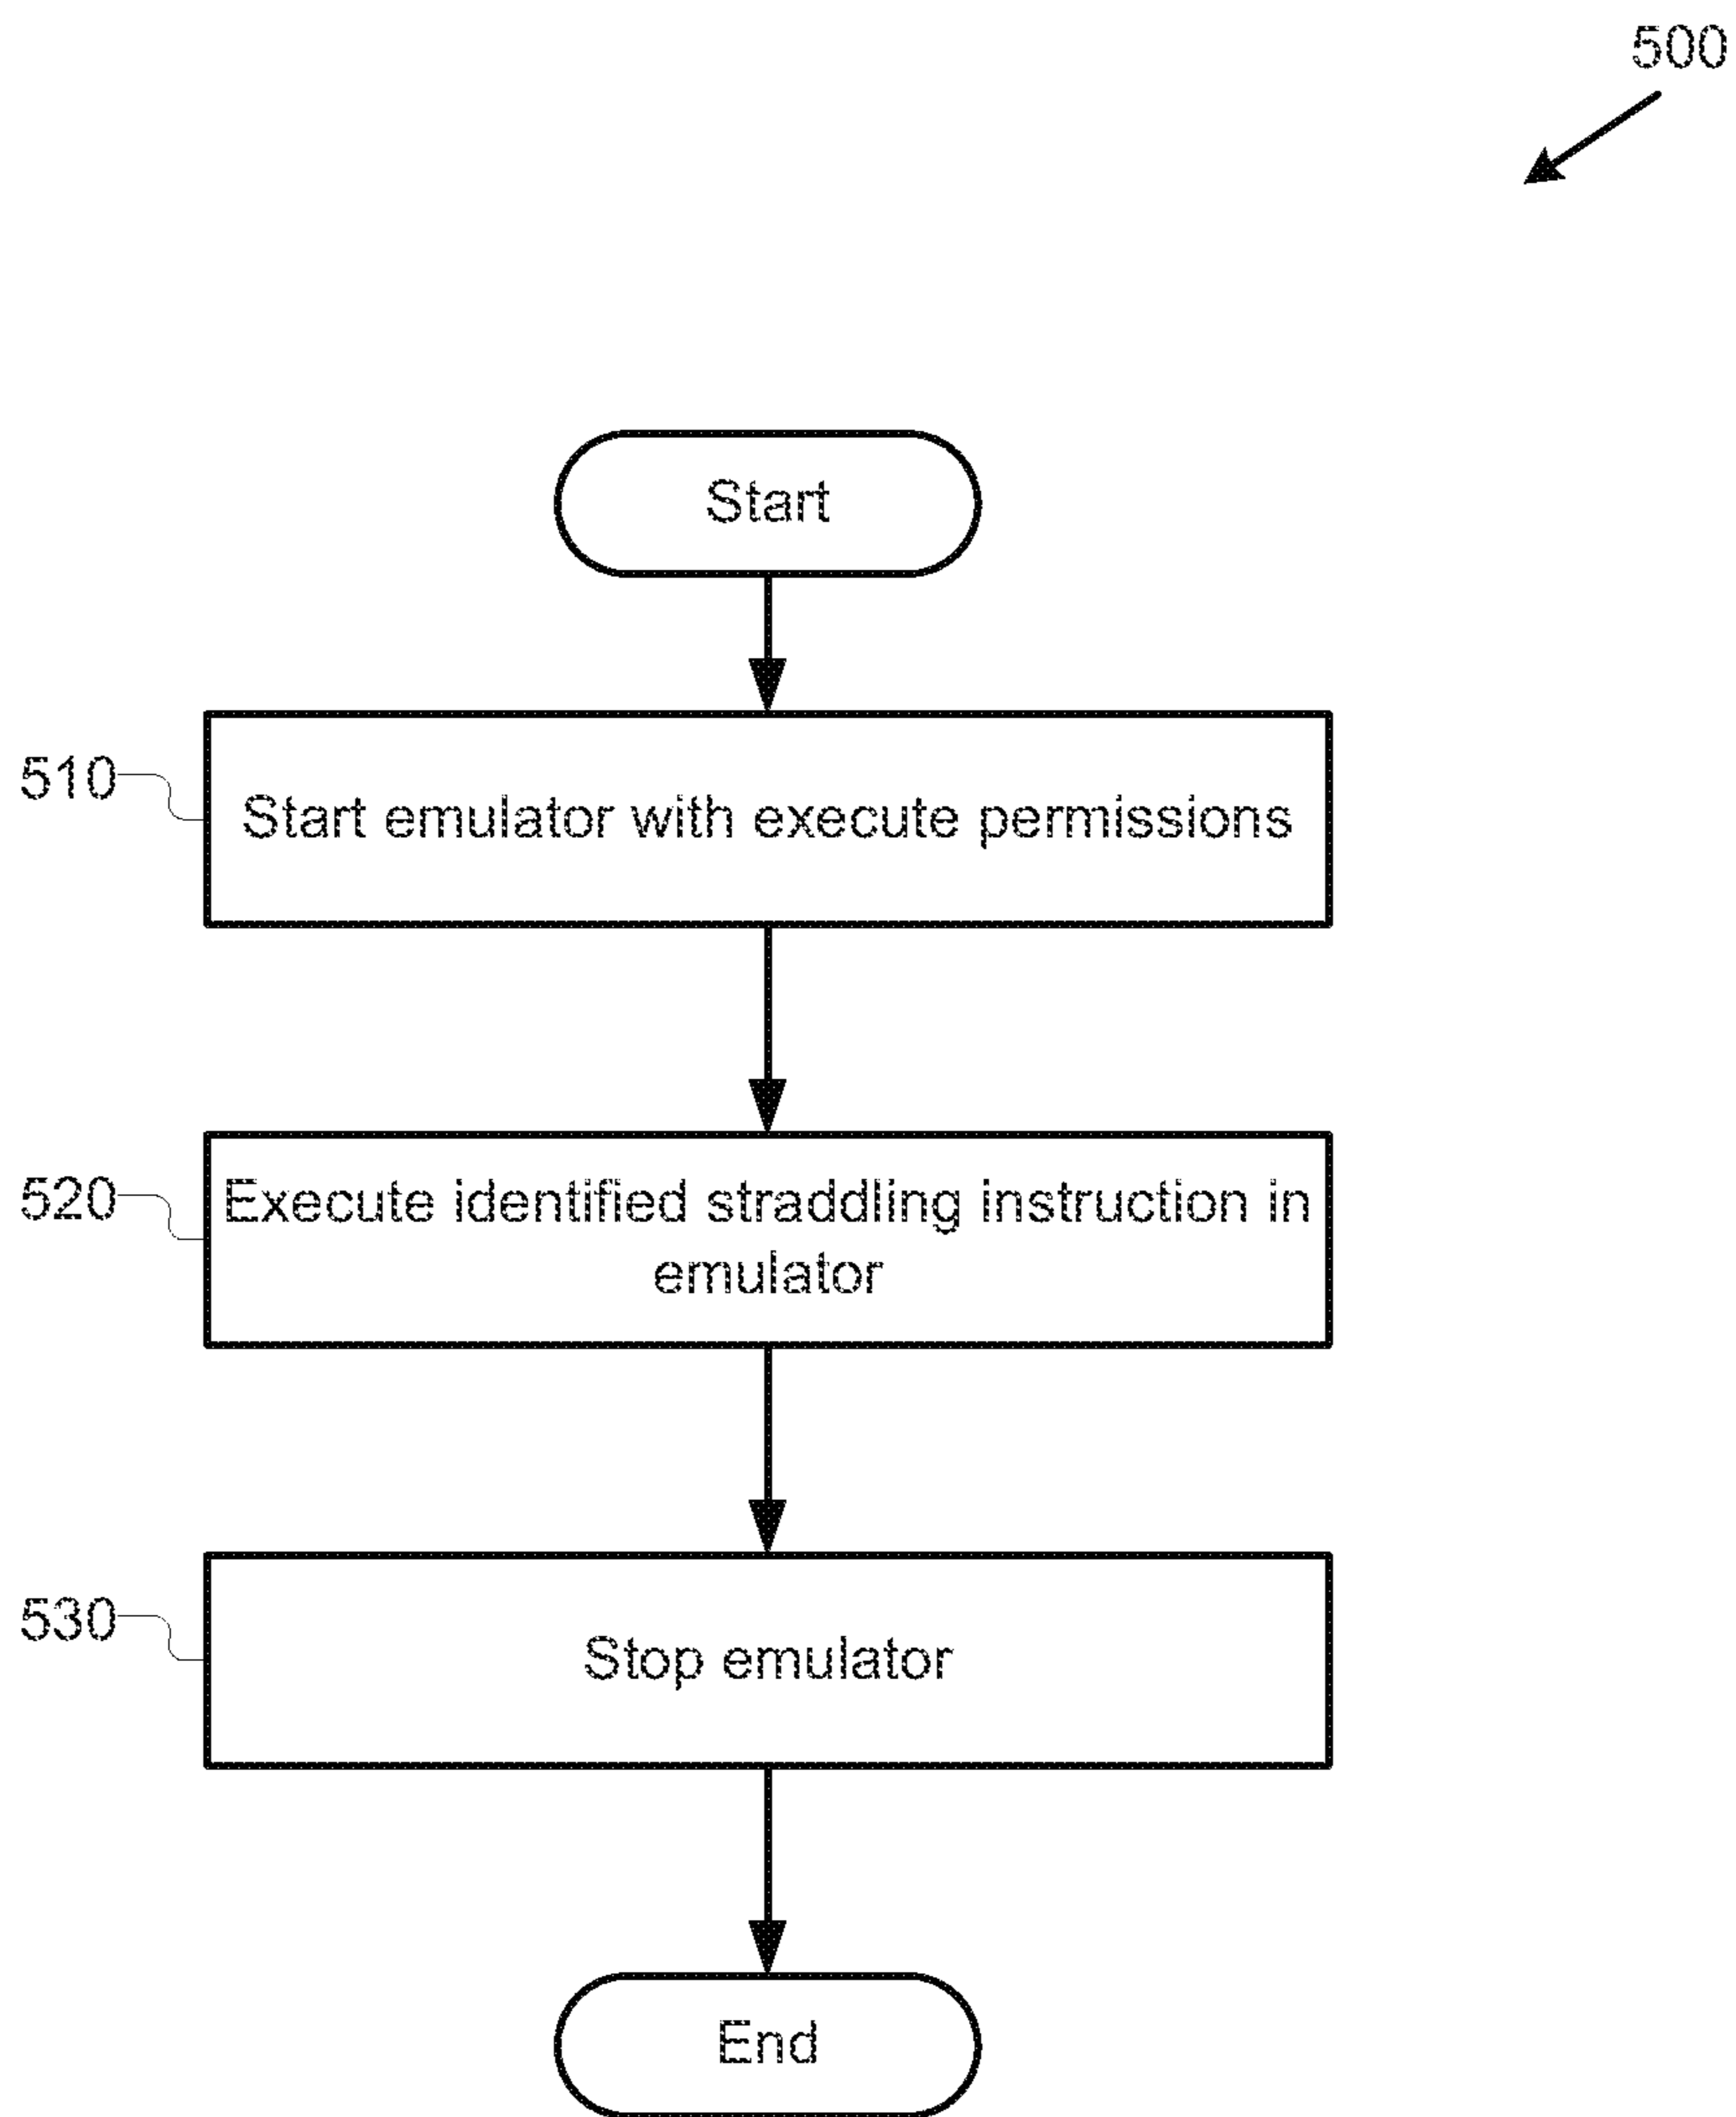 500
Start
510
Start emulator with execute permissions
520
Execute identified straddling instruction in
emulator
530
Stop emulator
End